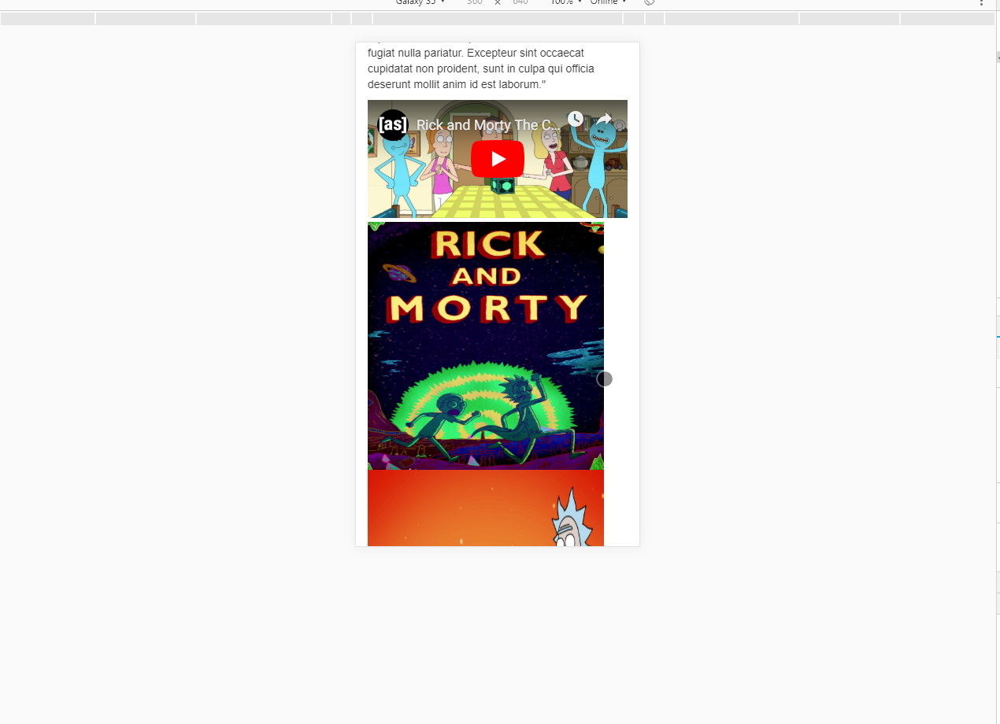 Galaxy S5 ▾ 360 × 640 100% ▾ Online ▾
fugiat nulla pariatur. Excepteur sint occaecat
cupidatat non proident, sunt in culpa qui officia
deserunt mollit anim id est laborum."
[as] Rick and Morty The C...
RICK
AND
MORTY